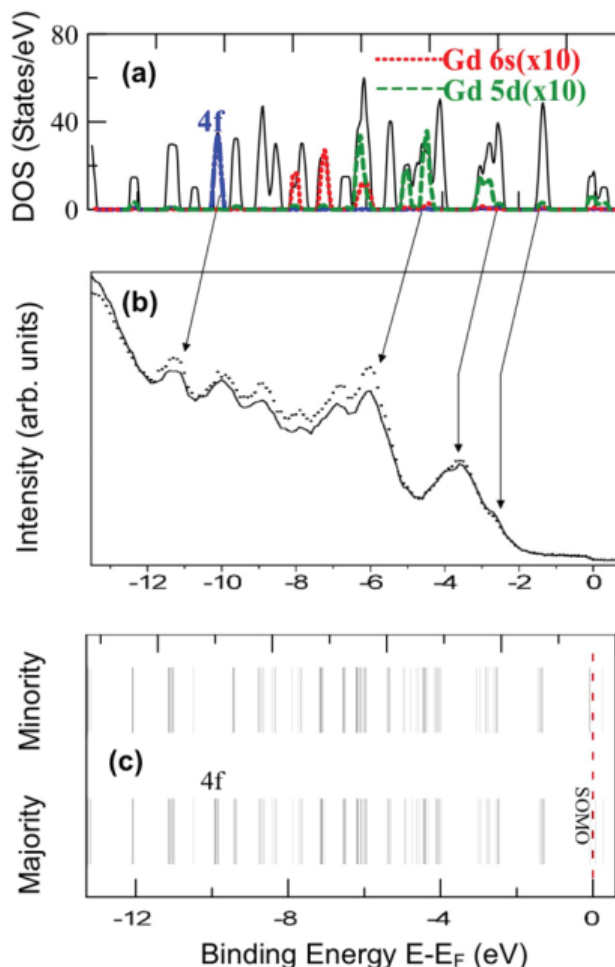 80
(a)
Gd 6s(x10)
Gd 5d(x10)
4f
40
0
DOS (States/eV)
(b)
Intensity (arb. units)
-12 -10 -8 -6 -4 -2 0
Minority
(c)
4f
SOMO
Majority
-12 -8 -4 0
Binding Energy E-EF (eV)